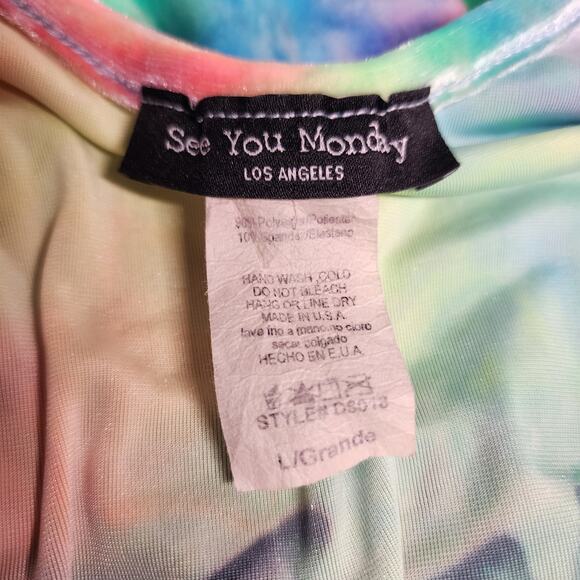 See You Monday
LOS ANGELES
90% Polyester/Poliester
10% Spandex/Elastano
HAND WASH COLD
DO NOT BLEACH
HANG OR LINE DRY
MADE IN U.S.A
lave ino a mano no cloro
secar colgado
HECHO EN E.U.A.
STYLE# DS018
L/Grande